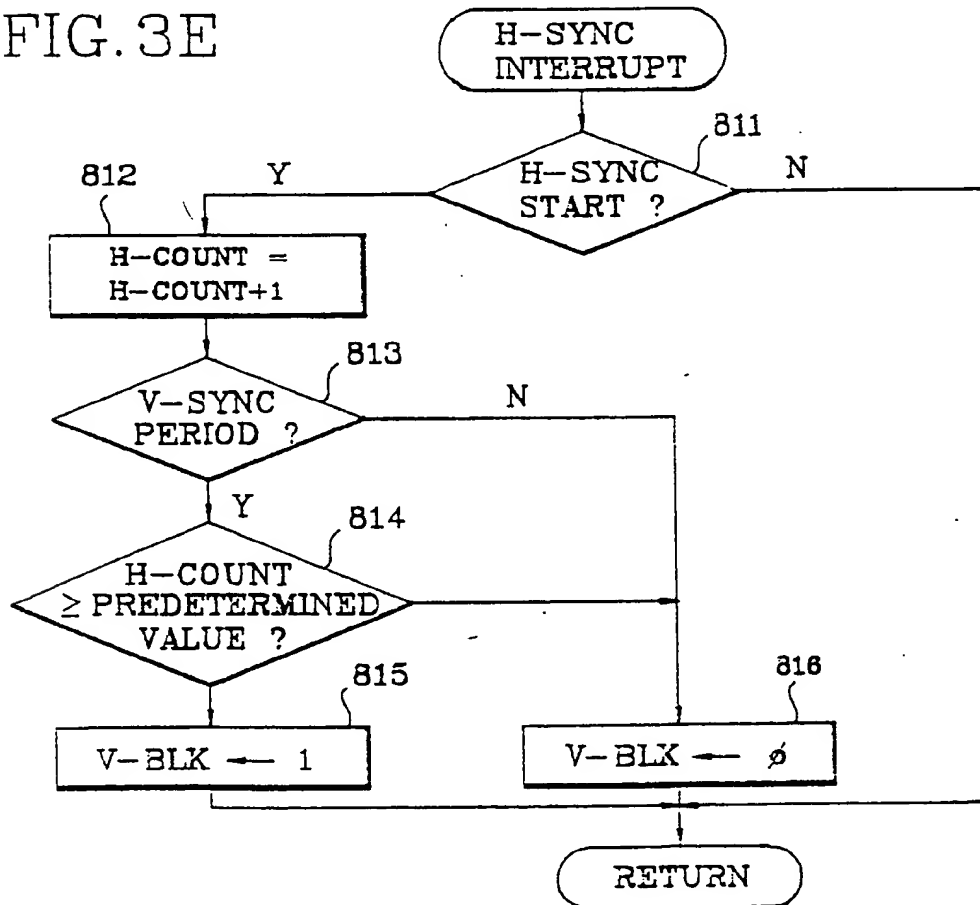 FIG. 3E
H-SYNC
INTERRUPT
811
H-SYNC
START ?
Y
N
812
H-COUNT =
H-COUNT+1
813
V-SYNC
PERIOD ?
N
Y
814
H-COUNT
≥ PREDETERMINED
VALUE ?
815
V-BLK ← 1
816
V-BLK ← ø
RETURN